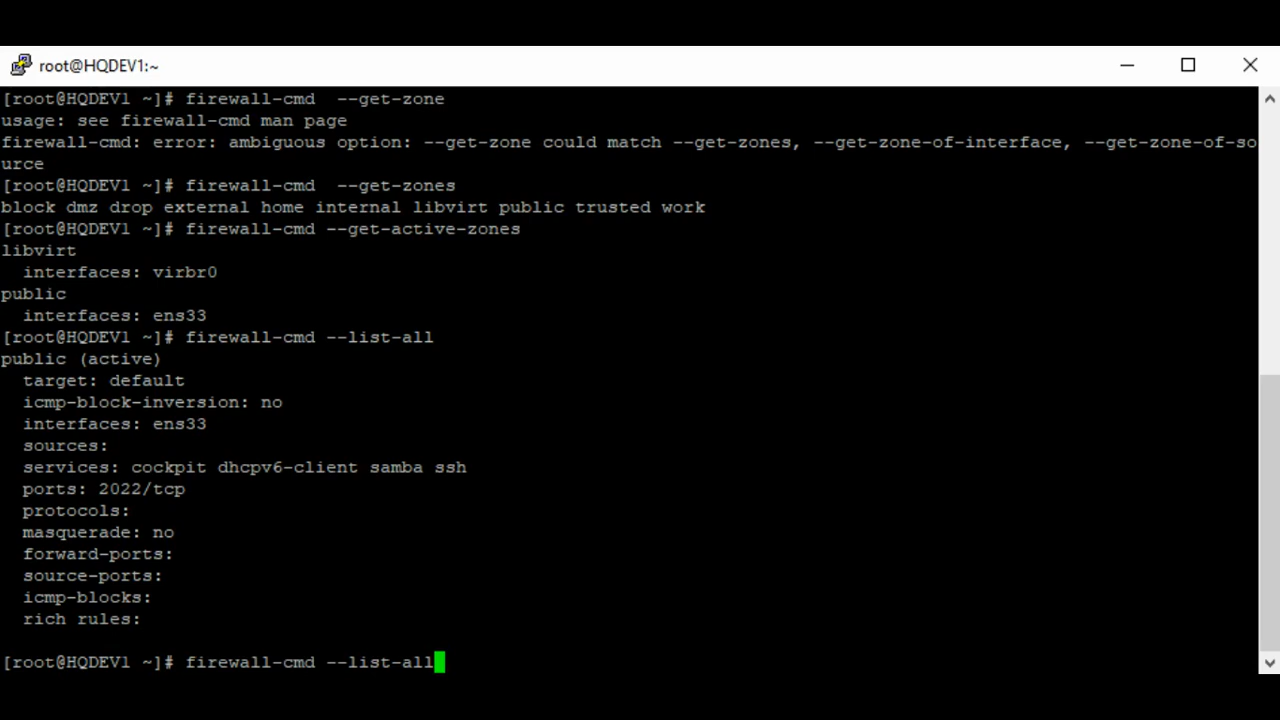 root@HQDEV1:~
[root@HQDEV1 ~]# firewall-cmd  --get-zone
usage: see firewall-cmd man page
firewall-cmd: error: ambiguous option: --get-zone could match --get-zones, --get-zone-of-interface, --get-zone-of-so
urce
[root@HQDEV1 ~]# firewall-cmd  --get-zones
block dmz drop external home internal libvirt public trusted work
[root@HQDEV1 ~]# firewall-cmd --get-active-zones
libvirt
  interfaces: virbr0
public
  interfaces: ens33
[root@HQDEV1 ~]# firewall-cmd --list-all
public (active)
  target: default
  icmp-block-inversion: no
  interfaces: ens33
  sources:
  services: cockpit dhcpv6-client samba ssh
  ports: 2022/tcp
  protocols:
  masquerade: no
  forward-ports:
  source-ports:
  icmp-blocks:
  rich rules:
[root@HQDEV1 ~]# firewall-cmd --list-all